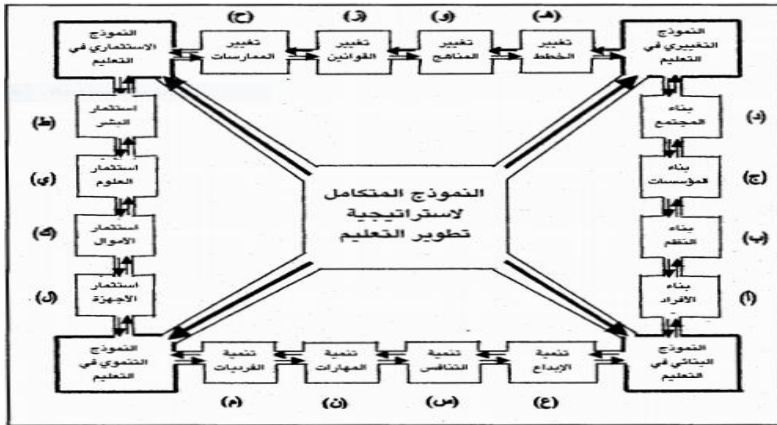 (ح)
(ز)
(و)
(هـ)
النموذج
التغييري في
التعليم
تغيير
الخطط
تغيير
المناهج
تغيير
القوانين
تغيير
الممارسات
النموذج
الاستثماري في
التعليم
بناء
المجتمع
(د)
بناء
المؤسسات
(ج)
بناء
النظم
(ب)
بناء
الأفراد
(أ)
النموذج المتكامل
لاستراتيجية
تطوير التعليم
استثمار
البشر
(ط)
استثمار
العلوم
(ي)
استثمار
الأموال
(ك)
استثمار
الأجهزة
(ل)
النموذج
البنائي في
التعليم
تنمية
الإبداع
تنمية
التنافس
تنمية
المهارات
تنمية
الفرديات
النموذج
التنموي في
التعليم
(ع)
(س)
(ن)
(م)